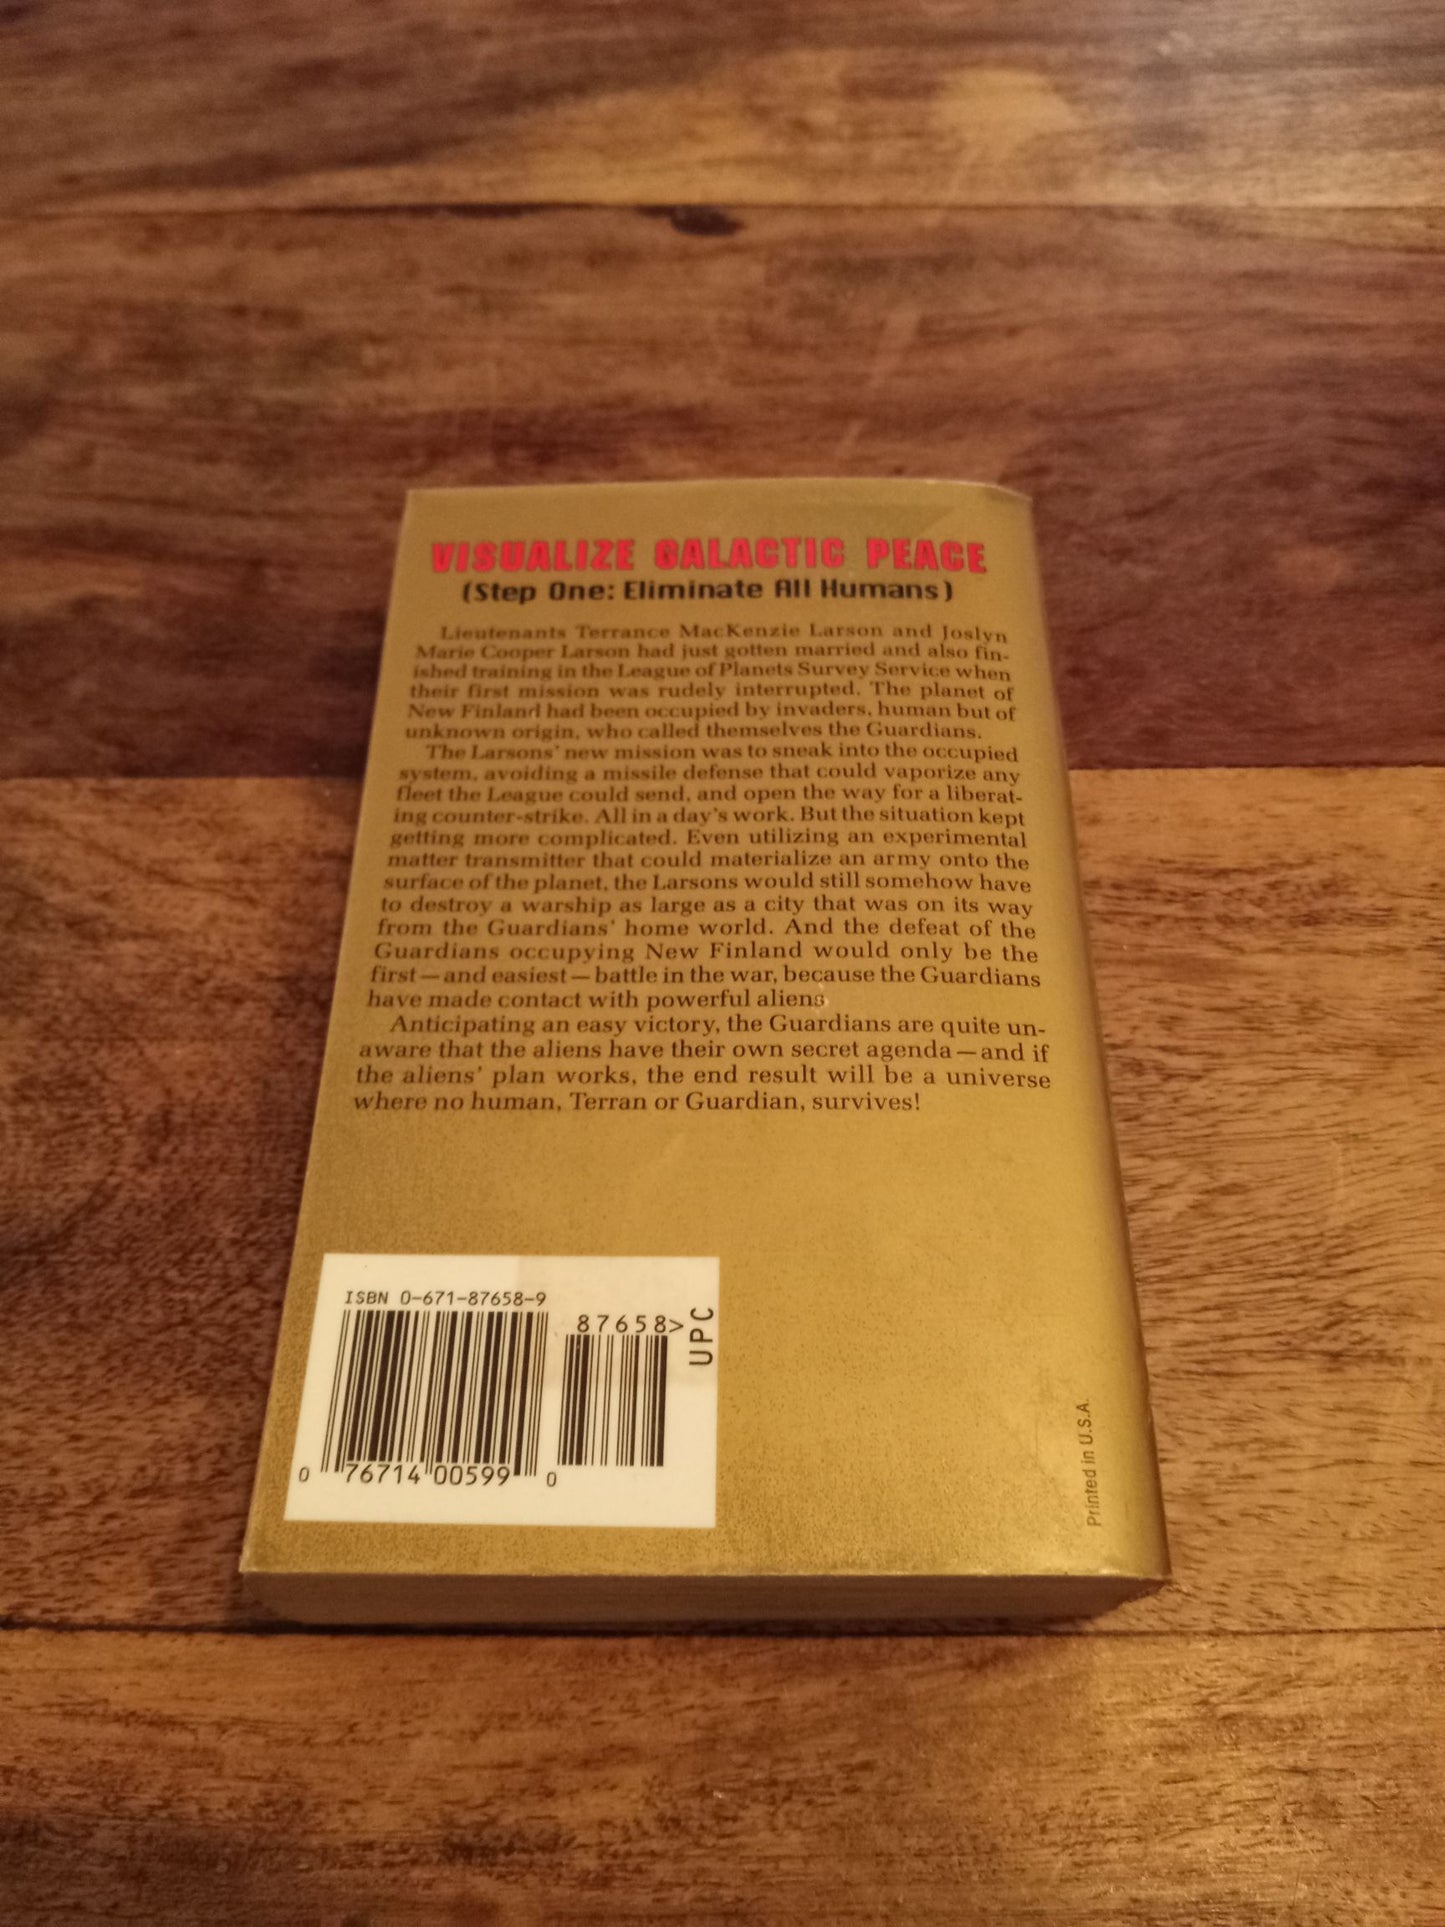 VISUALIZE GALACTIC PEACE
(Step One: Eliminate All Humans)
Lieutenants Terrance MacKenzie Larson and Joslyn
Marie Cooper Larson had just gotten married and also fin-
ished training in the League of Planets Survey Service when
their first mission was rudely interrupted. The planet of
New Finland had been occupied by invaders, human but of
unknown origin, who called themselves the Guardians.
The Larsons' new mission was to sneak into the occupied
system, avoiding a missile defense that could vaporize any
fleet the League could send, and open the way for a liberat-
ing counter-strike. All in a day's work. But the situation kept
getting more complicated. Even utilizing an experimental
matter transmitter that could materialize an army onto the
surface of the planet, the Larsons would still somehow have
to destroy a warship as large as a city that was on its way
from the Guardians' home world. And the defeat of the
Guardians occupying New Finland would only be the
first—and easiest—battle in the war, because the Guardians
have made contact with powerful aliens
Anticipating an easy victory, the Guardians are quite un-
aware that the aliens have their own secret agenda—and if
the aliens' plan works, the end result will be a universe
where no human, Terran or Guardian, survives!
ISBN 0-671-87658-9
87658>
UPC
0 76714 00599 0
Printed in U.S.A.